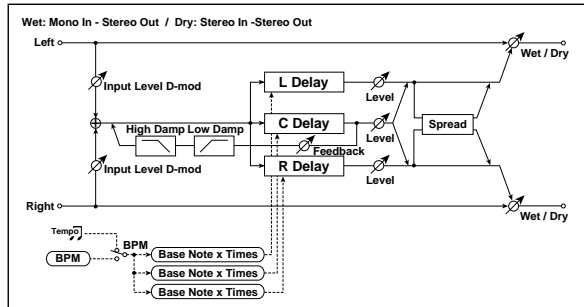 Wet: Mono In - Stereo Out / Dry: Stereo In -Stereo Out
Left
Wet / Dry
Input Level D-mod
L Delay
Level
High Damp Low Damp
C Delay
Level
Spread
Feedback
Input Level D-mod
R Delay
Level
Right
Wet / Dry
Tempo
BPM
BPM
Base Note x Times
Base Note x Times
Base Note x Times